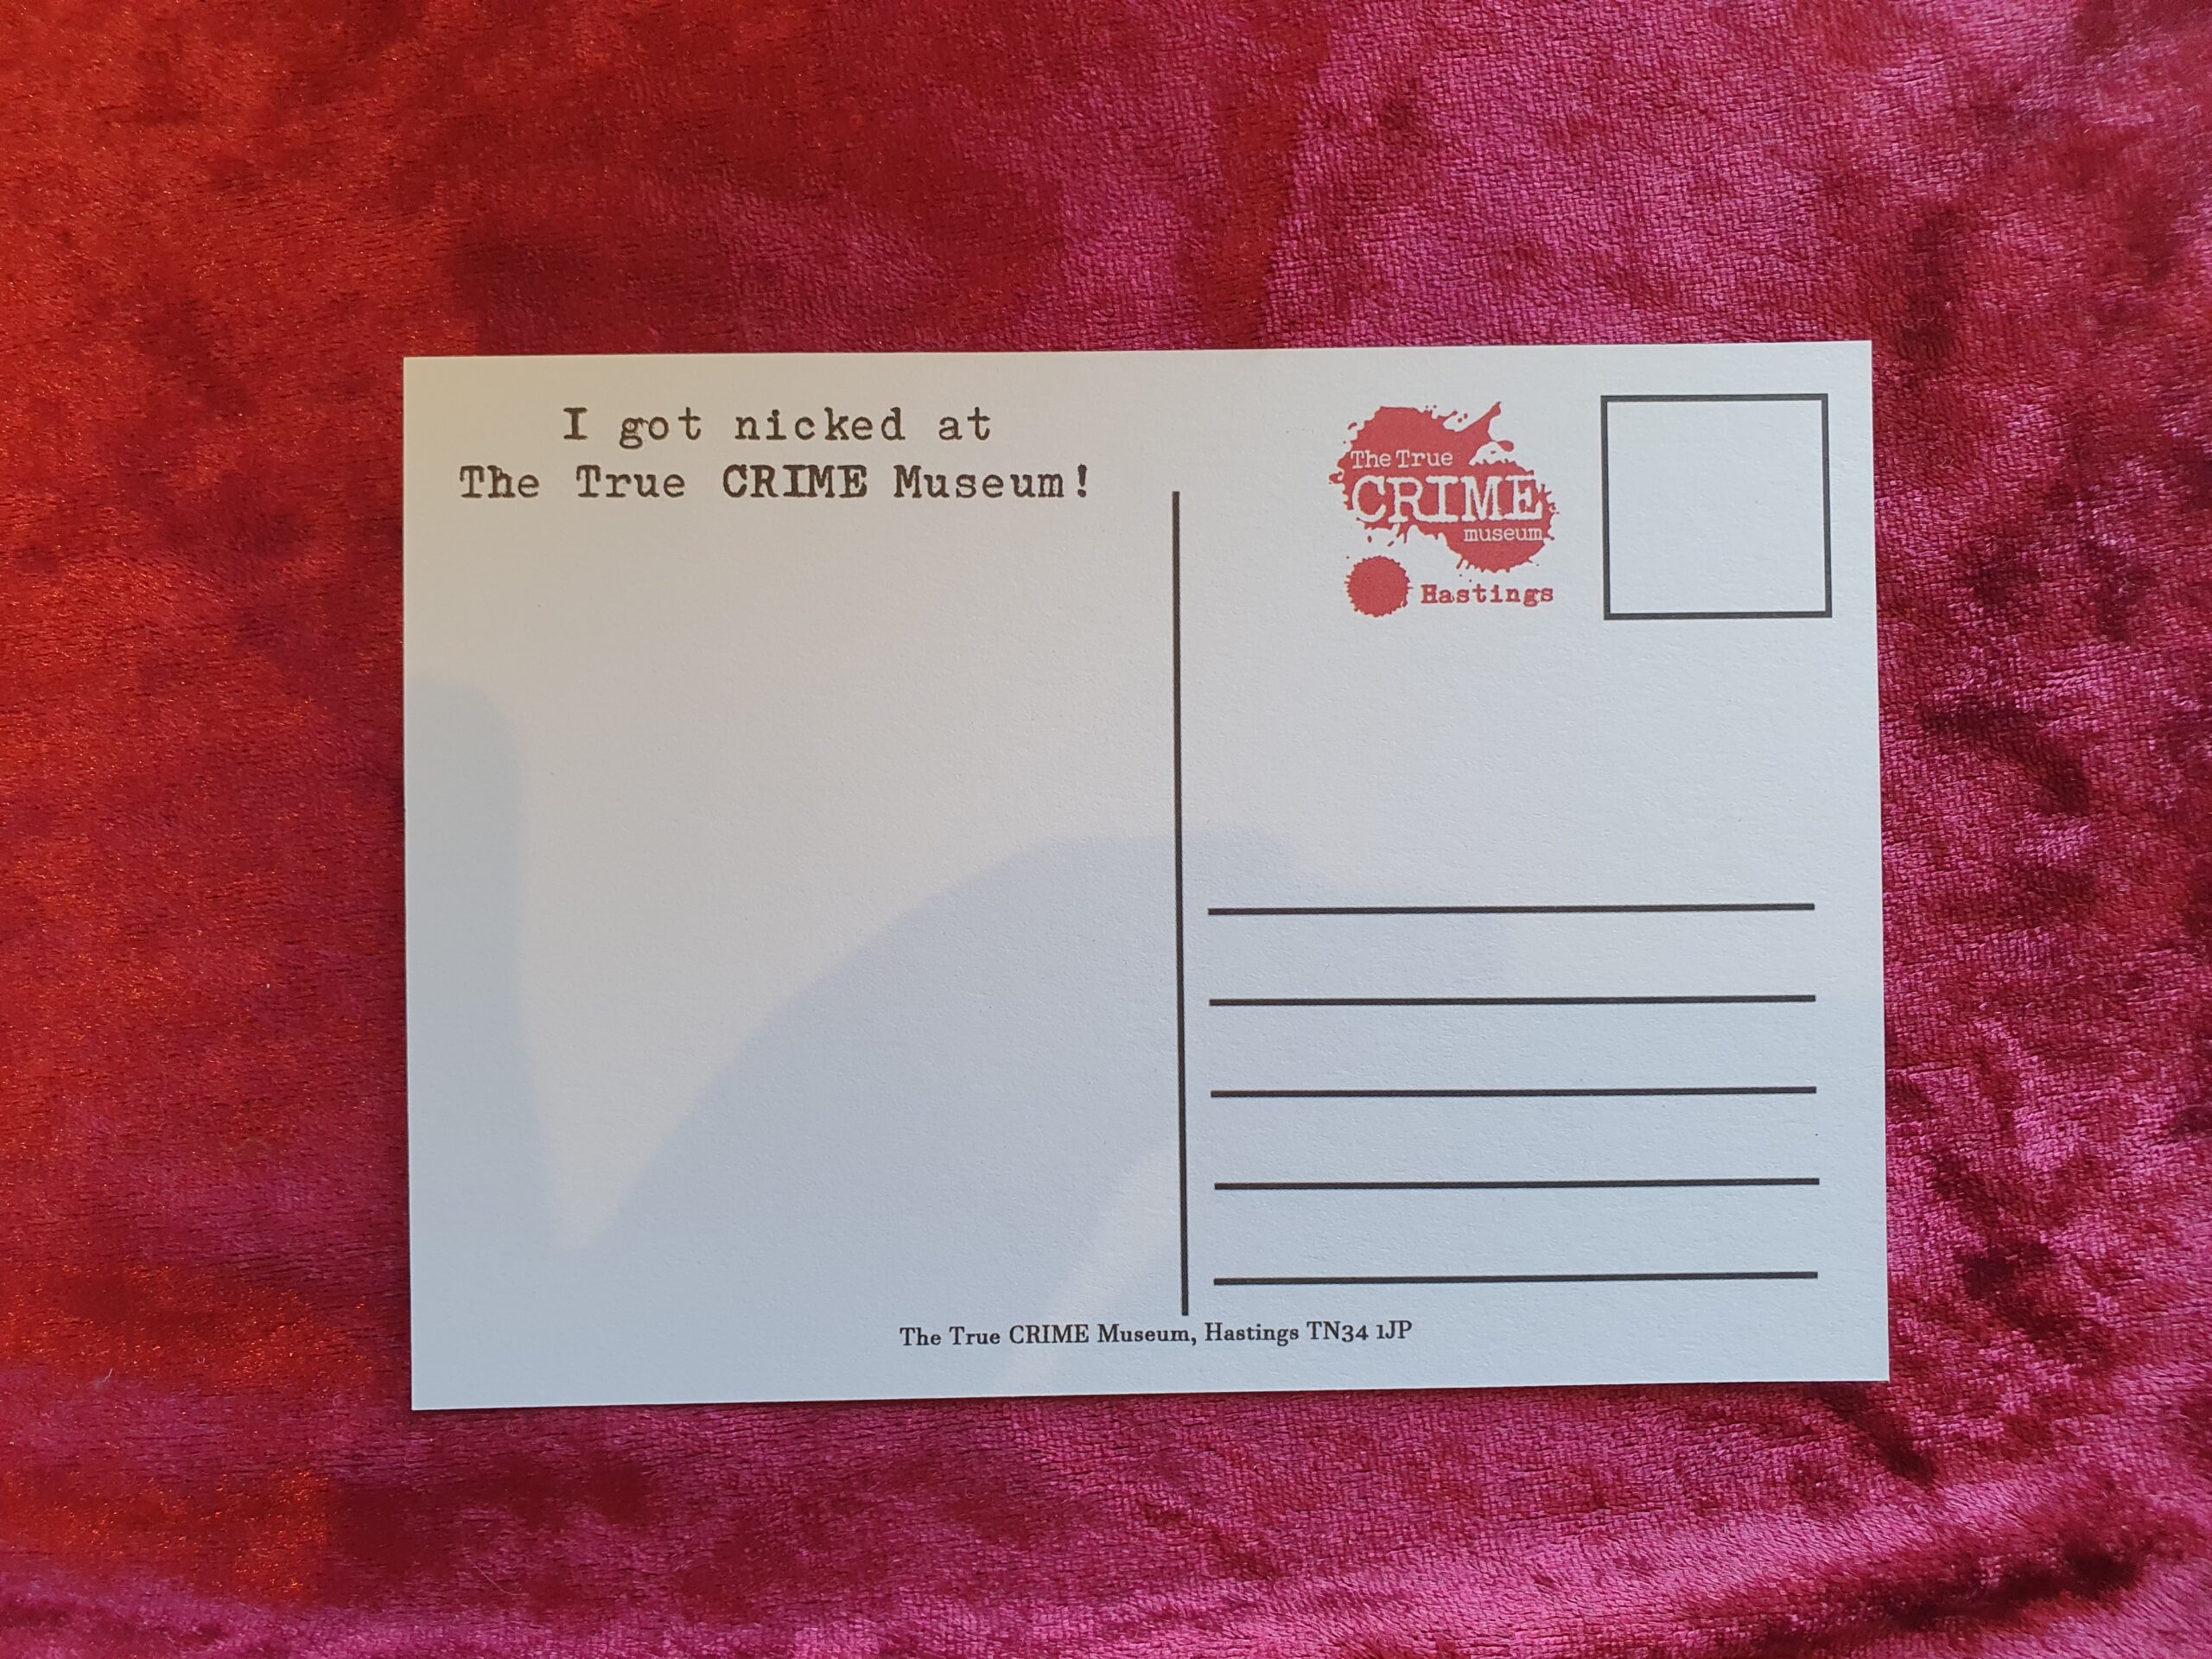 I got nicked at
The True CRIME Museum!
The True
CRIME
museum
Hastings
The True CRIME Museum, Hastings TN34 1JP